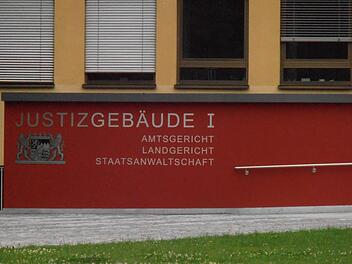 JUSTIZGEBÄUDE I
AMTSGERICHT
LANDGERICHT
STAATSANWALTSCHAFT